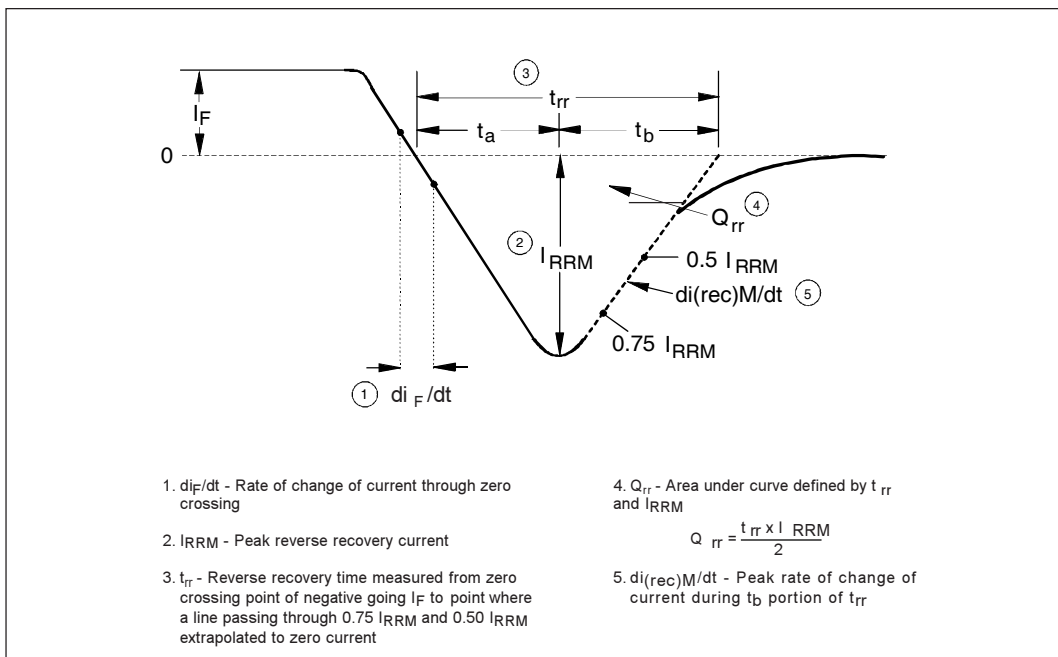 3
t_rr
I_F
t_a
t_b
0
Q_rr 4
2 I_RRM
0.5 I_RRM
di(rec)M/dt 5
0.75 I_RRM
1 di_F/dt
1. di_F/dt - Rate of change of current through zero
crossing
2. I_RRM - Peak reverse recovery current
3. t_rr - Reverse recovery time measured from zero
crossing point of negative going I_F to point where
a line passing through 0.75 I_RRM and 0.50 I_RRM
extrapolated to zero current
4. Q_rr - Area under curve defined by t_rr
and I_RRM
Q_rr = t_rr x I_RRM
2
5. di(rec)M/dt - Peak rate of change of
current during t_b portion of t_rr